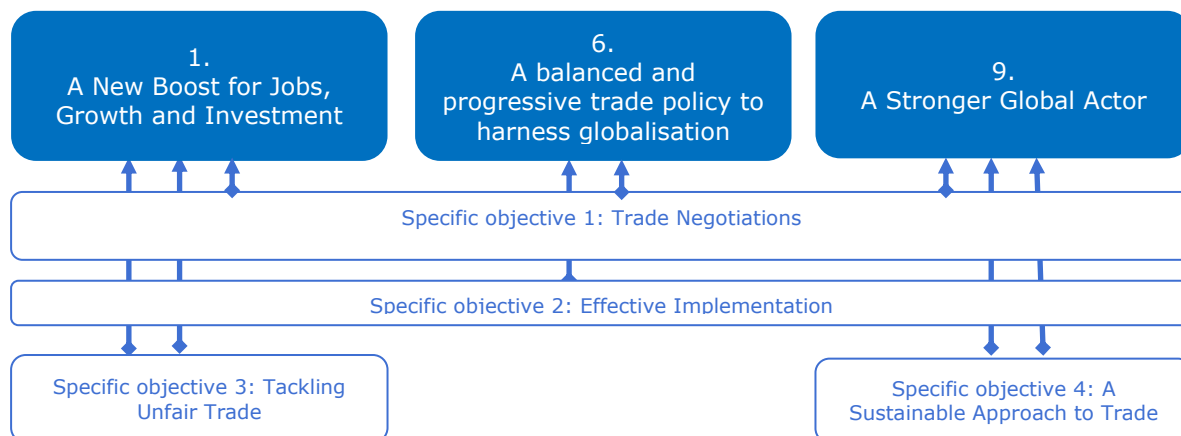 1.
A New Boost for Jobs,
Growth and Investment
6.
A balanced and
progressive trade policy to
harness globalisation
9.
A Stronger Global Actor
Specific objective 1: Trade Negotiations
Specific objective 2: Effective Implementation
Specific objective 3: Tackling
Unfair Trade
Specific objective 4: A
Sustainable Approach to Trade